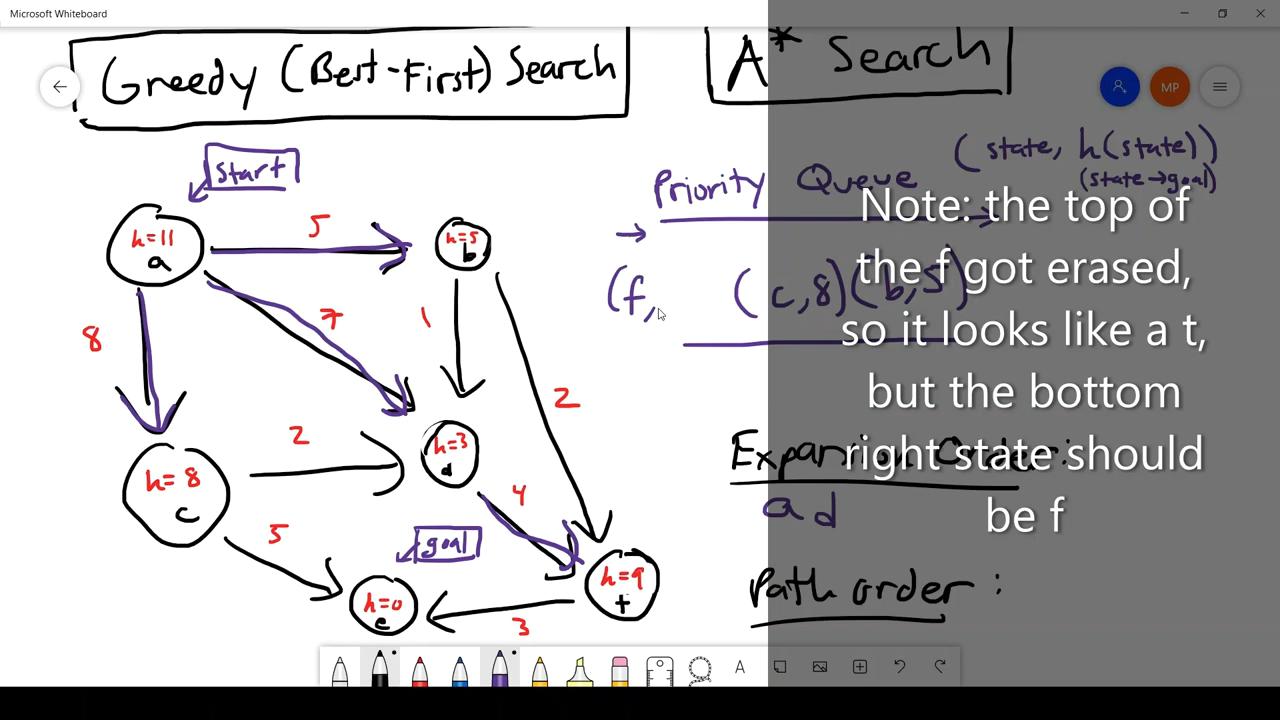 Microsoft Whiteboard
Greedy (Best-First) Search
A* Search
MP
start
(state, h(state))
(state→goal)
Priority Queue
Note: the top of
the f got erased,
so it looks like a t,
but the bottom
right state should
be f
h=11
a
5
h=5
b
(f, (c,8)(b,5)
8
7
1
2
h=3
d
2
h=8
c
4
Expansion Order:
a d
5
goal
h=9
t
Path order:
h=0
e
3
A